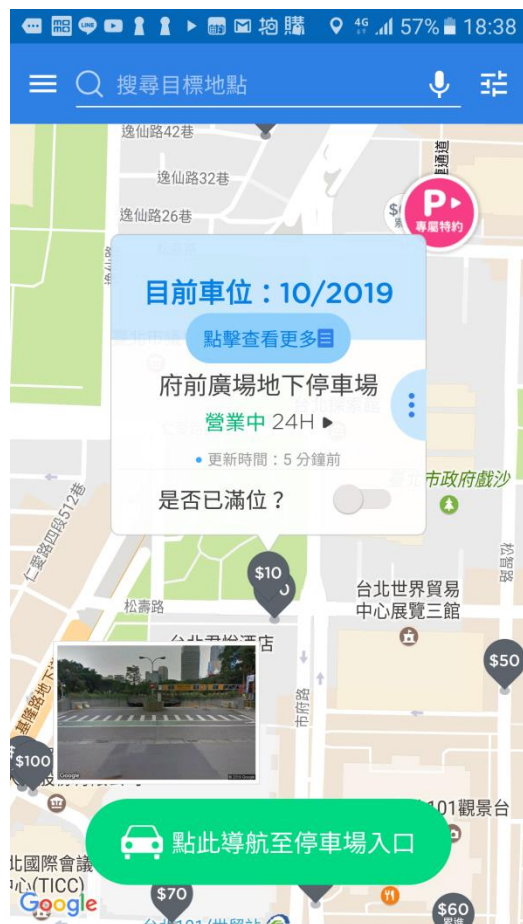 拍 購 4G 57% 18:38
搜尋目標地點
逸仙路42巷
逸仙路32巷
逸仙路26巷
P
專屬特約
目前車位：10/2019
點擊查看更多
府前廣場地下停車場
營業中 24H
更新時間：5 分鐘前
是否已滿位？
市政府戲沙
仁愛路四段512巷
$10
松智路
松壽路
台北世界貿易
中心展覽三館
$50
市府路
$100
101觀景台
點此導航至停車場入口
北國際會議
心(TICC)
Google
$70
$60